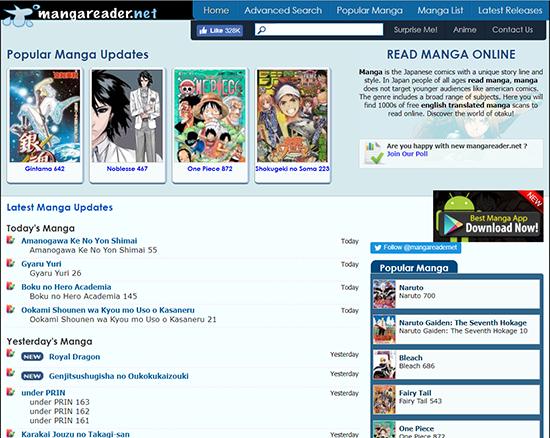 mangareader.net
Home Advanced Search Popular Manga Manga List Latest Releases
Like 328K
Surprise Me! Anime Contact Us
Popular Manga Updates
Gintama 642
Noblesse 467
ONE PIECE
One Piece 872
Shokugeki no Soma 223
READ MANGA ONLINE
Manga is the Japanese comics with a unique story line and
style. In Japan people of all ages read manga, manga
does not target younger audiences like american comics.
The genre includes a broad range of subjects. Here you will
find 1000s of free english translated manga scans to
read online. Discover the world of otaku!
Are you happy with new mangareader.net ?
Join Our Poll
Latest Manga Updates
Today's Manga
Amanogawa Ke No Yon Shimai Today
Amanogawa Ke No Yon Shimai 55
Gyaru Yuri Today
Gyaru Yuri 26
Boku no Hero Academia Today
Boku no Hero Academia 145
Ookami Shounen wa Kyou mo Uso o Kasaneru Today
Ookami Shounen wa Kyou mo Uso o Kasaneru 21
Yesterday's Manga
NEW Royal Dragon Yesterday
NEW Genjitsushugisha no Oukokukaizouki Yesterday
under PRIN Yesterday
under PRIN 163
under PRIN 162
under PRIN 161
Karakai Jouzu no Takagi-san Yesterday
NEW
Best Manga App
Download Now!
Follow @mangareadernet
Popular Manga
Naruto
Naruto 700
Naruto Gaiden: The Seventh Hokage
Naruto Gaiden: The Seventh Hokage 10
Bleach
Bleach 686
Fairy Tail
Fairy Tail 543
One Piece
One Piece 872